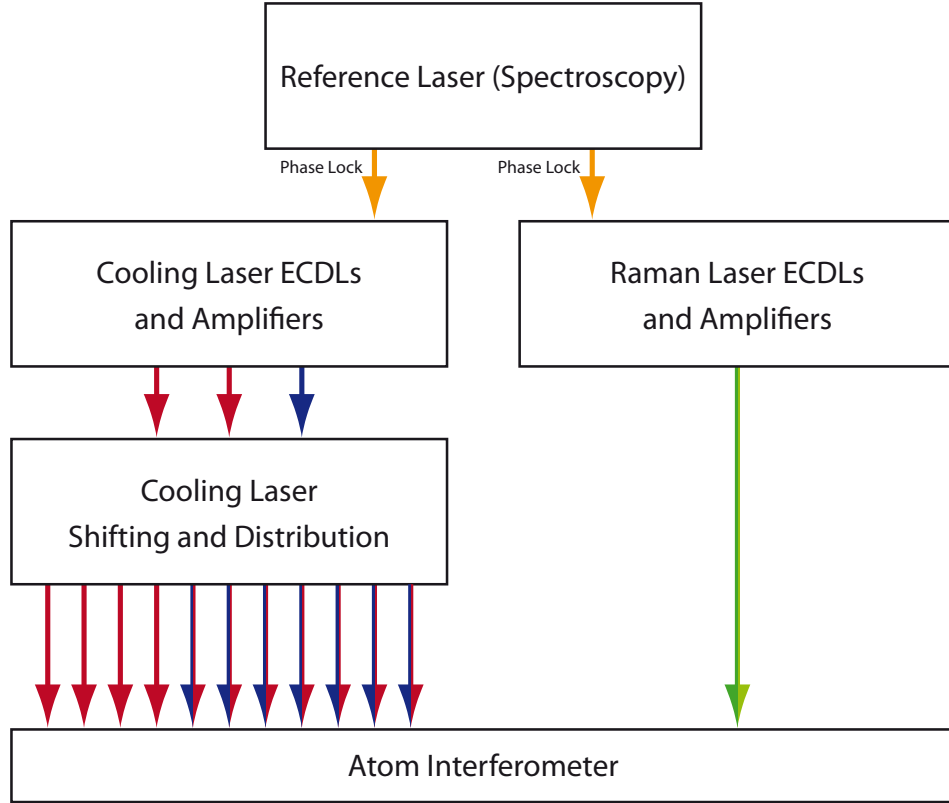 Reference Laser (Spectroscopy)
Phase Lock
Phase Lock
Cooling Laser ECDLs
and Amplifiers
Raman Laser ECDLs
and Amplifiers
Cooling Laser
Shifting and Distribution
Atom Interferometer